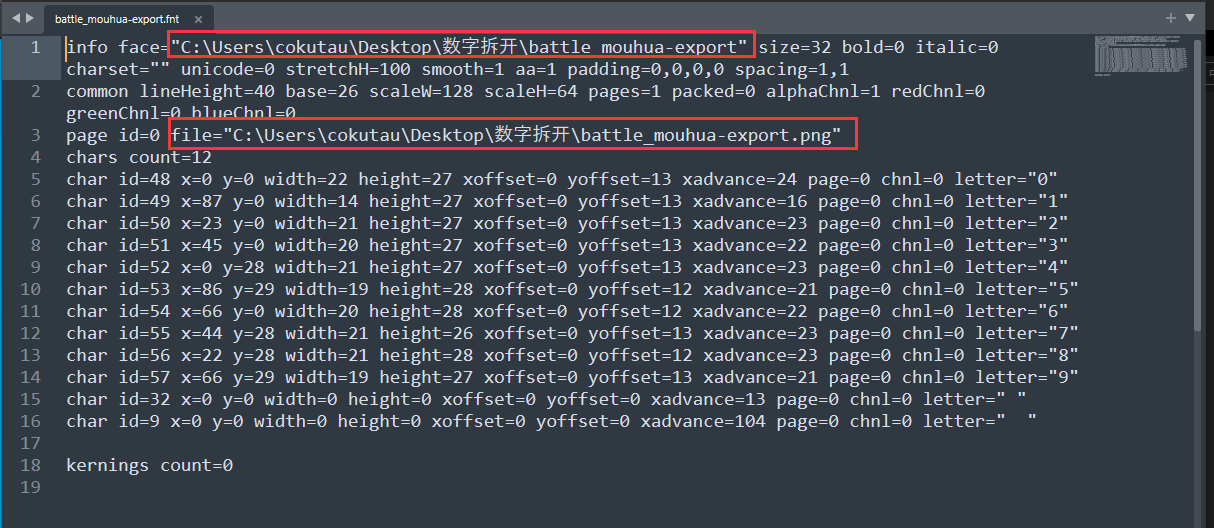 battle_mouhua-export.fnt
1 info face="C:\Users\cokutau\Desktop\数字拆开\battle_mouhua-export" size=32 bold=0 italic=0
charset="" unicode=0 stretchH=100 smooth=1 aa=1 padding=0,0,0,0 spacing=1,1
2 common lineHeight=40 base=26 scaleW=128 scaleH=64 pages=1 packed=0 alphaChnl=1 redChnl=0
greenChnl=0 blueChnl=0
3 page id=0 file="C:\Users\cokutau\Desktop\数字拆开\battle_mouhua-export.png"
4 chars count=12
5 char id=48 x=0 y=0 width=22 height=27 xoffset=0 yoffset=13 xadvance=24 page=0 chnl=0 letter="0"
6 char id=49 x=87 y=0 width=14 height=27 xoffset=0 yoffset=13 xadvance=16 page=0 chnl=0 letter="1"
7 char id=50 x=23 y=0 width=21 height=27 xoffset=0 yoffset=13 xadvance=23 page=0 chnl=0 letter="2"
8 char id=51 x=45 y=0 width=20 height=27 xoffset=0 yoffset=13 xadvance=22 page=0 chnl=0 letter="3"
9 char id=52 x=0 y=28 width=21 height=27 xoffset=0 yoffset=13 xadvance=23 page=0 chnl=0 letter="4"
10 char id=53 x=86 y=29 width=19 height=28 xoffset=0 yoffset=12 xadvance=21 page=0 chnl=0 letter="5"
11 char id=54 x=66 y=0 width=20 height=28 xoffset=0 yoffset=12 xadvance=22 page=0 chnl=0 letter="6"
12 char id=55 x=44 y=28 width=21 height=26 xoffset=0 yoffset=13 xadvance=23 page=0 chnl=0 letter="7"
13 char id=56 x=22 y=28 width=21 height=28 xoffset=0 yoffset=12 xadvance=23 page=0 chnl=0 letter="8"
14 char id=57 x=66 y=29 width=19 height=27 xoffset=0 yoffset=13 xadvance=21 page=0 chnl=0 letter="9"
15 char id=32 x=0 y=0 width=0 height=0 xoffset=0 yoffset=0 xadvance=13 page=0 chnl=0 letter=" "
16 char id=9 x=0 y=0 width=0 height=0 xoffset=0 yoffset=0 xadvance=104 page=0 chnl=0 letter="  "
17
18 kernings count=0
19